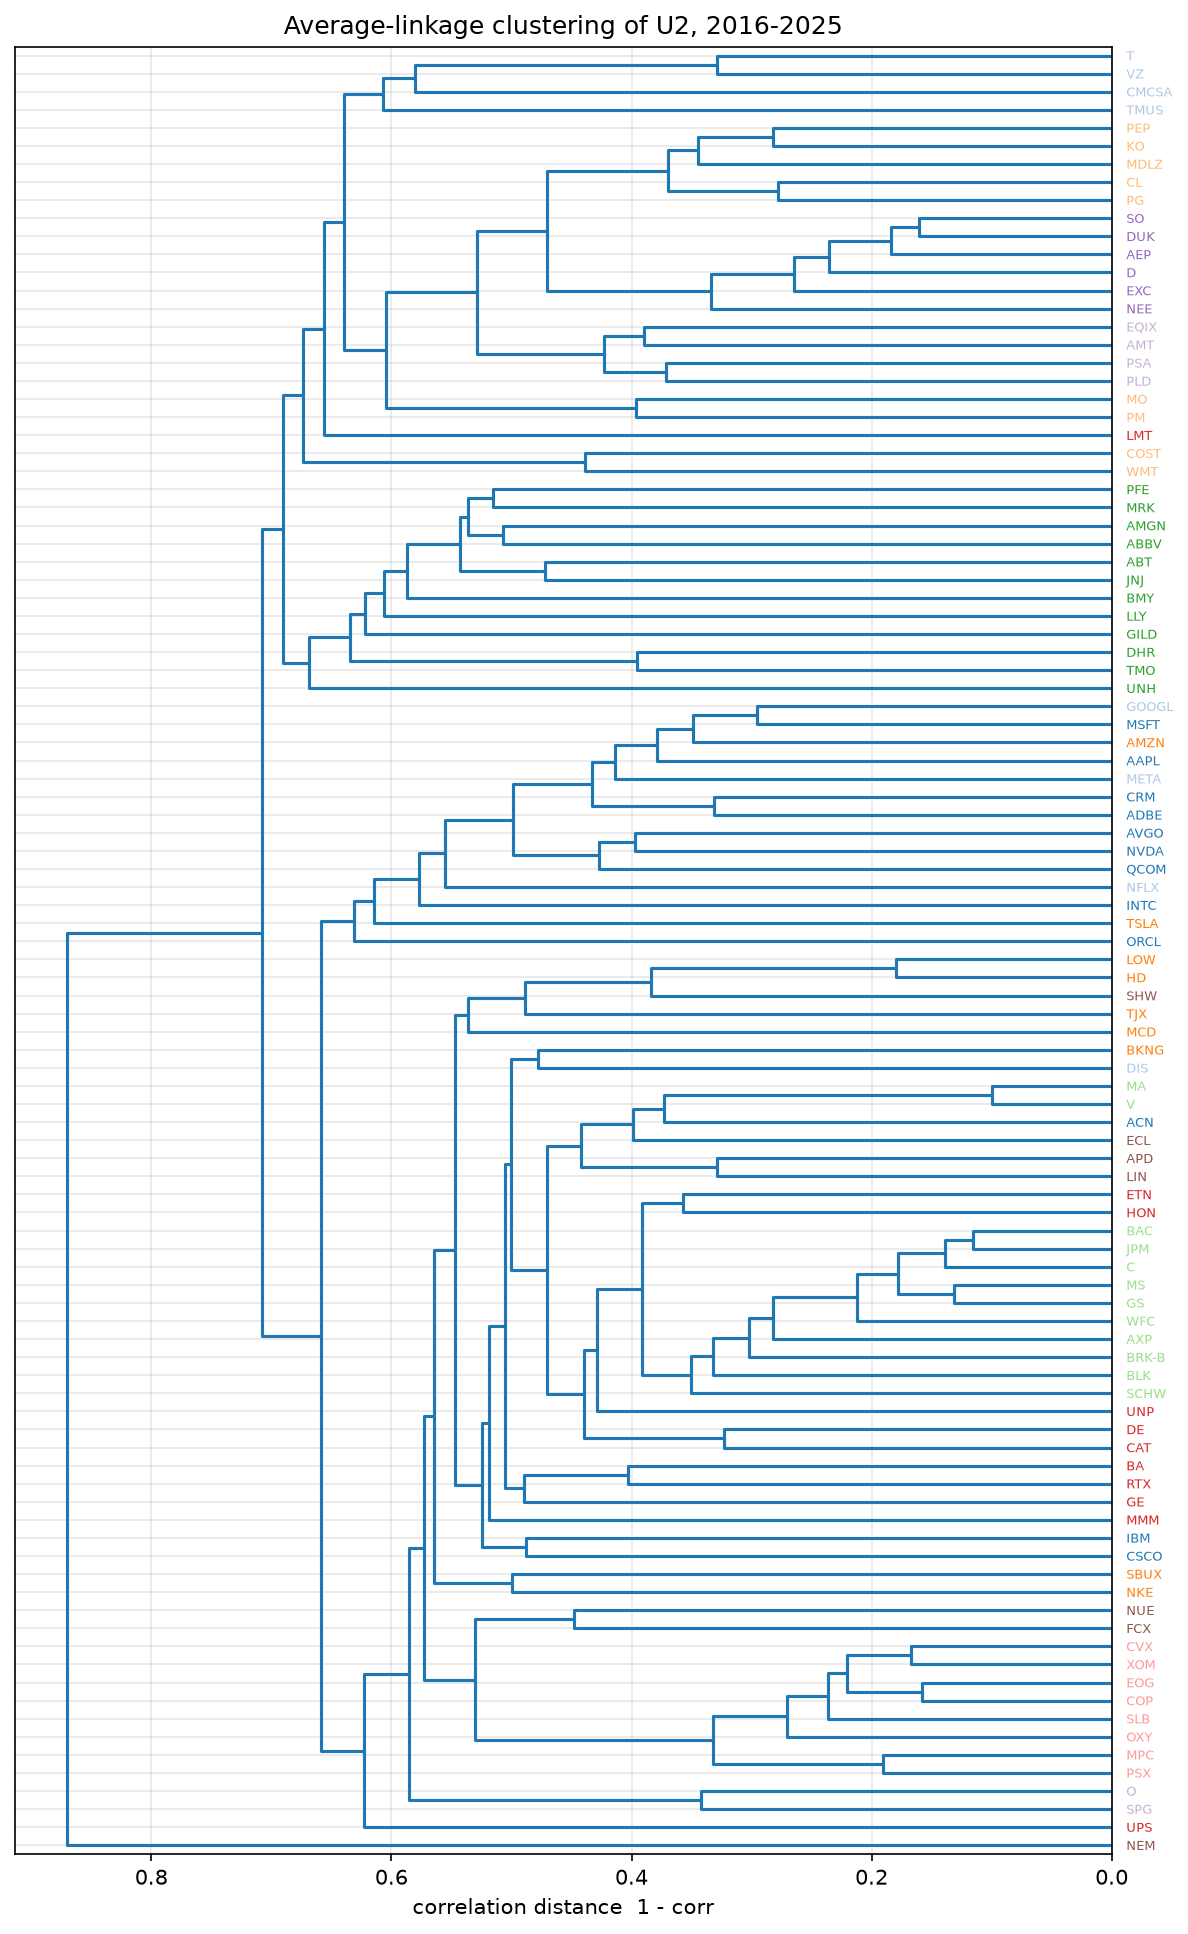 Average-linkage clustering of U2, 2016-2025
T
VZ
CMCSA
TMUS
PEP
KO
MDLZ
CL
PG
SO
DUK
AEP
D
EXC
NEE
EQIX
AMT
PSA
PLD
MO
PM
LMT
COST
WMT
PFE
MRK
AMGN
ABBV
ABT
JNJ
BMY
LLY
GILD
DHR
TMO
UNH
GOOGL
MSFT
AMZN
AAPL
META
CRM
ADBE
AVGO
NVDA
QCOM
NFLX
INTC
TSLA
ORCL
LOW
HD
SHW
TJX
MCD
BKNG
DIS
MA
V
ACN
ECL
APD
LIN
ETN
HON
BAC
JPM
C
MS
GS
WFC
AXP
BRK-B
BLK
SCHW
UNP
DE
CAT
BA
RTX
GE
MMM
IBM
CSCO
SBUX
NKE
NUE
FCX
CVX
XOM
EOG
COP
SLB
OXY
MPC
PSX
O
SPG
UPS
NEM
0.8 0.6 0.4 0.2 0.0
correlation distance  1 - corr